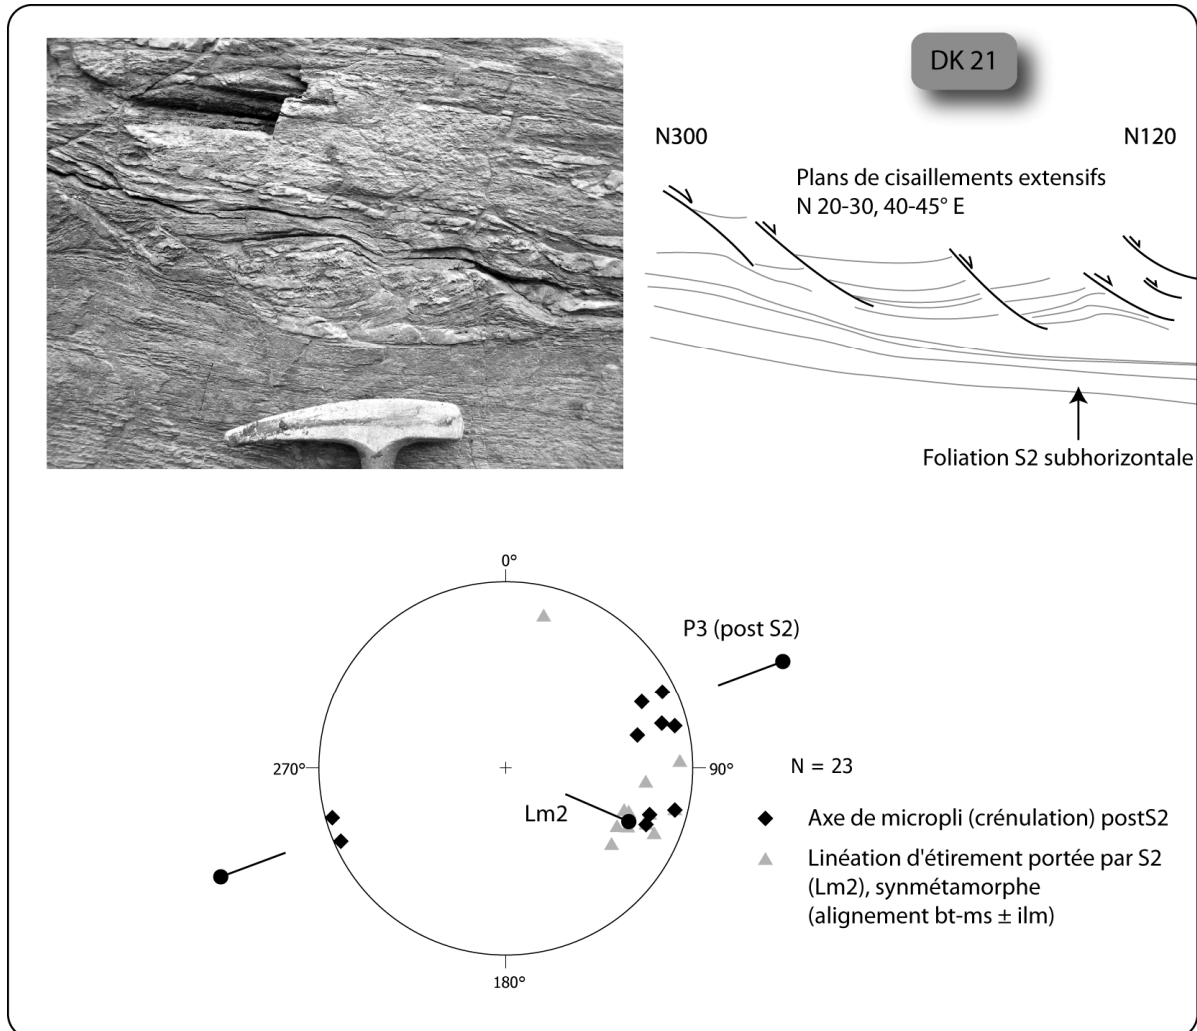 DK 21
N300
N120
Plans de cisaillements extensifs
N 20-30, 40-45° E
Foliation S2 subhorizontale
0°
P3 (post S2)
270°
90°
N = 23
Lm2
Axe de micropli (crénulation) postS2
Linéation d'étirement portée par S2
(Lm2), synmétamorphe
(alignement bt-ms ± ilm)
180°